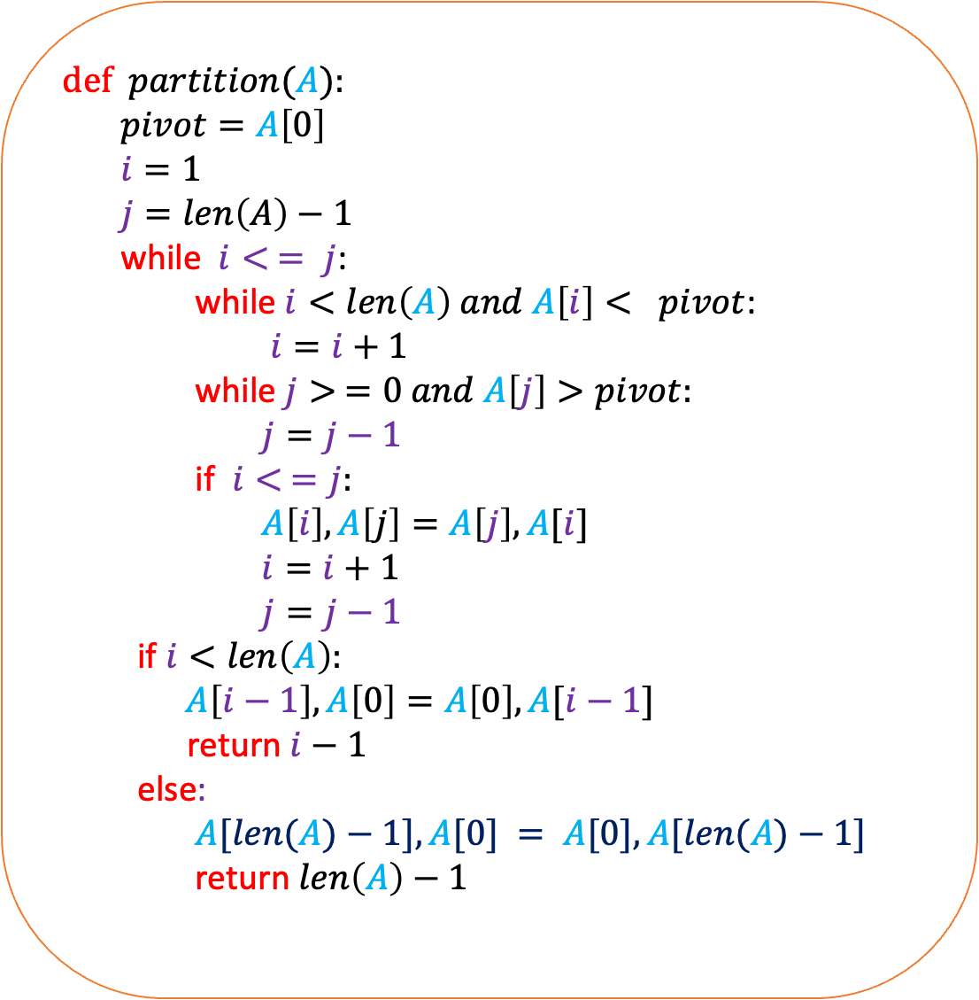 def partition(A):
pivot = A[0]
i = 1
j = len(A) − 1
while i <= j:
while i < len(A) and A[i] < pivot:
i = i + 1
while j >= 0 and A[j] > pivot:
j = j − 1
if i <= j:
A[i], A[j] = A[j], A[i]
i = i + 1
j = j − 1
if i < len(A):
A[i − 1], A[0] = A[0], A[i − 1]
return i − 1
else:
A[len(A) − 1], A[0] = A[0], A[len(A) − 1]
return len(A) − 1